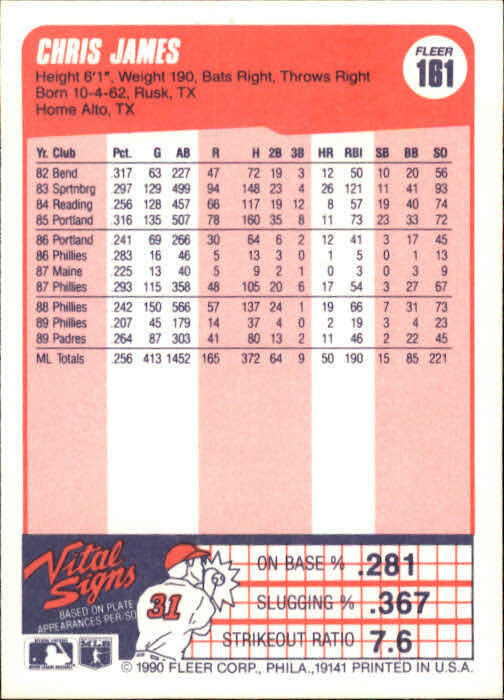 CHRIS JAMES
FLEER
161
Height 6'1", Weight 190, Bats Right, Throws Right
Born 10-4-62, Rusk, TX
Home Alto, TX
Yr. Club Pct. G AB R H 2B 3B HR RBI SB BB SO
82 Bend .317 63 227 47 72 19 3 12 50 10 20 56
83 Sprtnbrg .297 129 499 94 148 23 4 26 121 11 41 93
84 Reading .256 128 457 66 117 19 12 8 57 19 40 74
85 Portland .316 135 507 78 160 35 8 11 73 23 33 72
86 Portland .241 69 266 30 64 6 2 12 41 3 17 45
86 Phillies .283 16 46 5 13 3 0 1 5 0 1 13
87 Maine .225 13 40 5 9 2 1 0 3 0 3 9
87 Phillies .293 115 358 48 105 20 6 17 54 3 27 67
88 Phillies .242 150 566 57 137 24 1 19 66 7 31 73
89 Phillies .207 45 179 14 37 4 0 2 19 3 4 23
89 Padres .264 87 303 41 80 13 2 11 46 2 22 45
ML Totals .256 413 1452 165 372 64 9 50 190 15 85 221
Vital Signs
BASED ON PLATE
APPEARANCES PER/SO
31
ON BASE % .281
SLUGGING % .367
STRIKEOUT RATIO 7.6
© 1990 FLEER CORP., PHILA., 19141 PRINTED IN U.S.A.